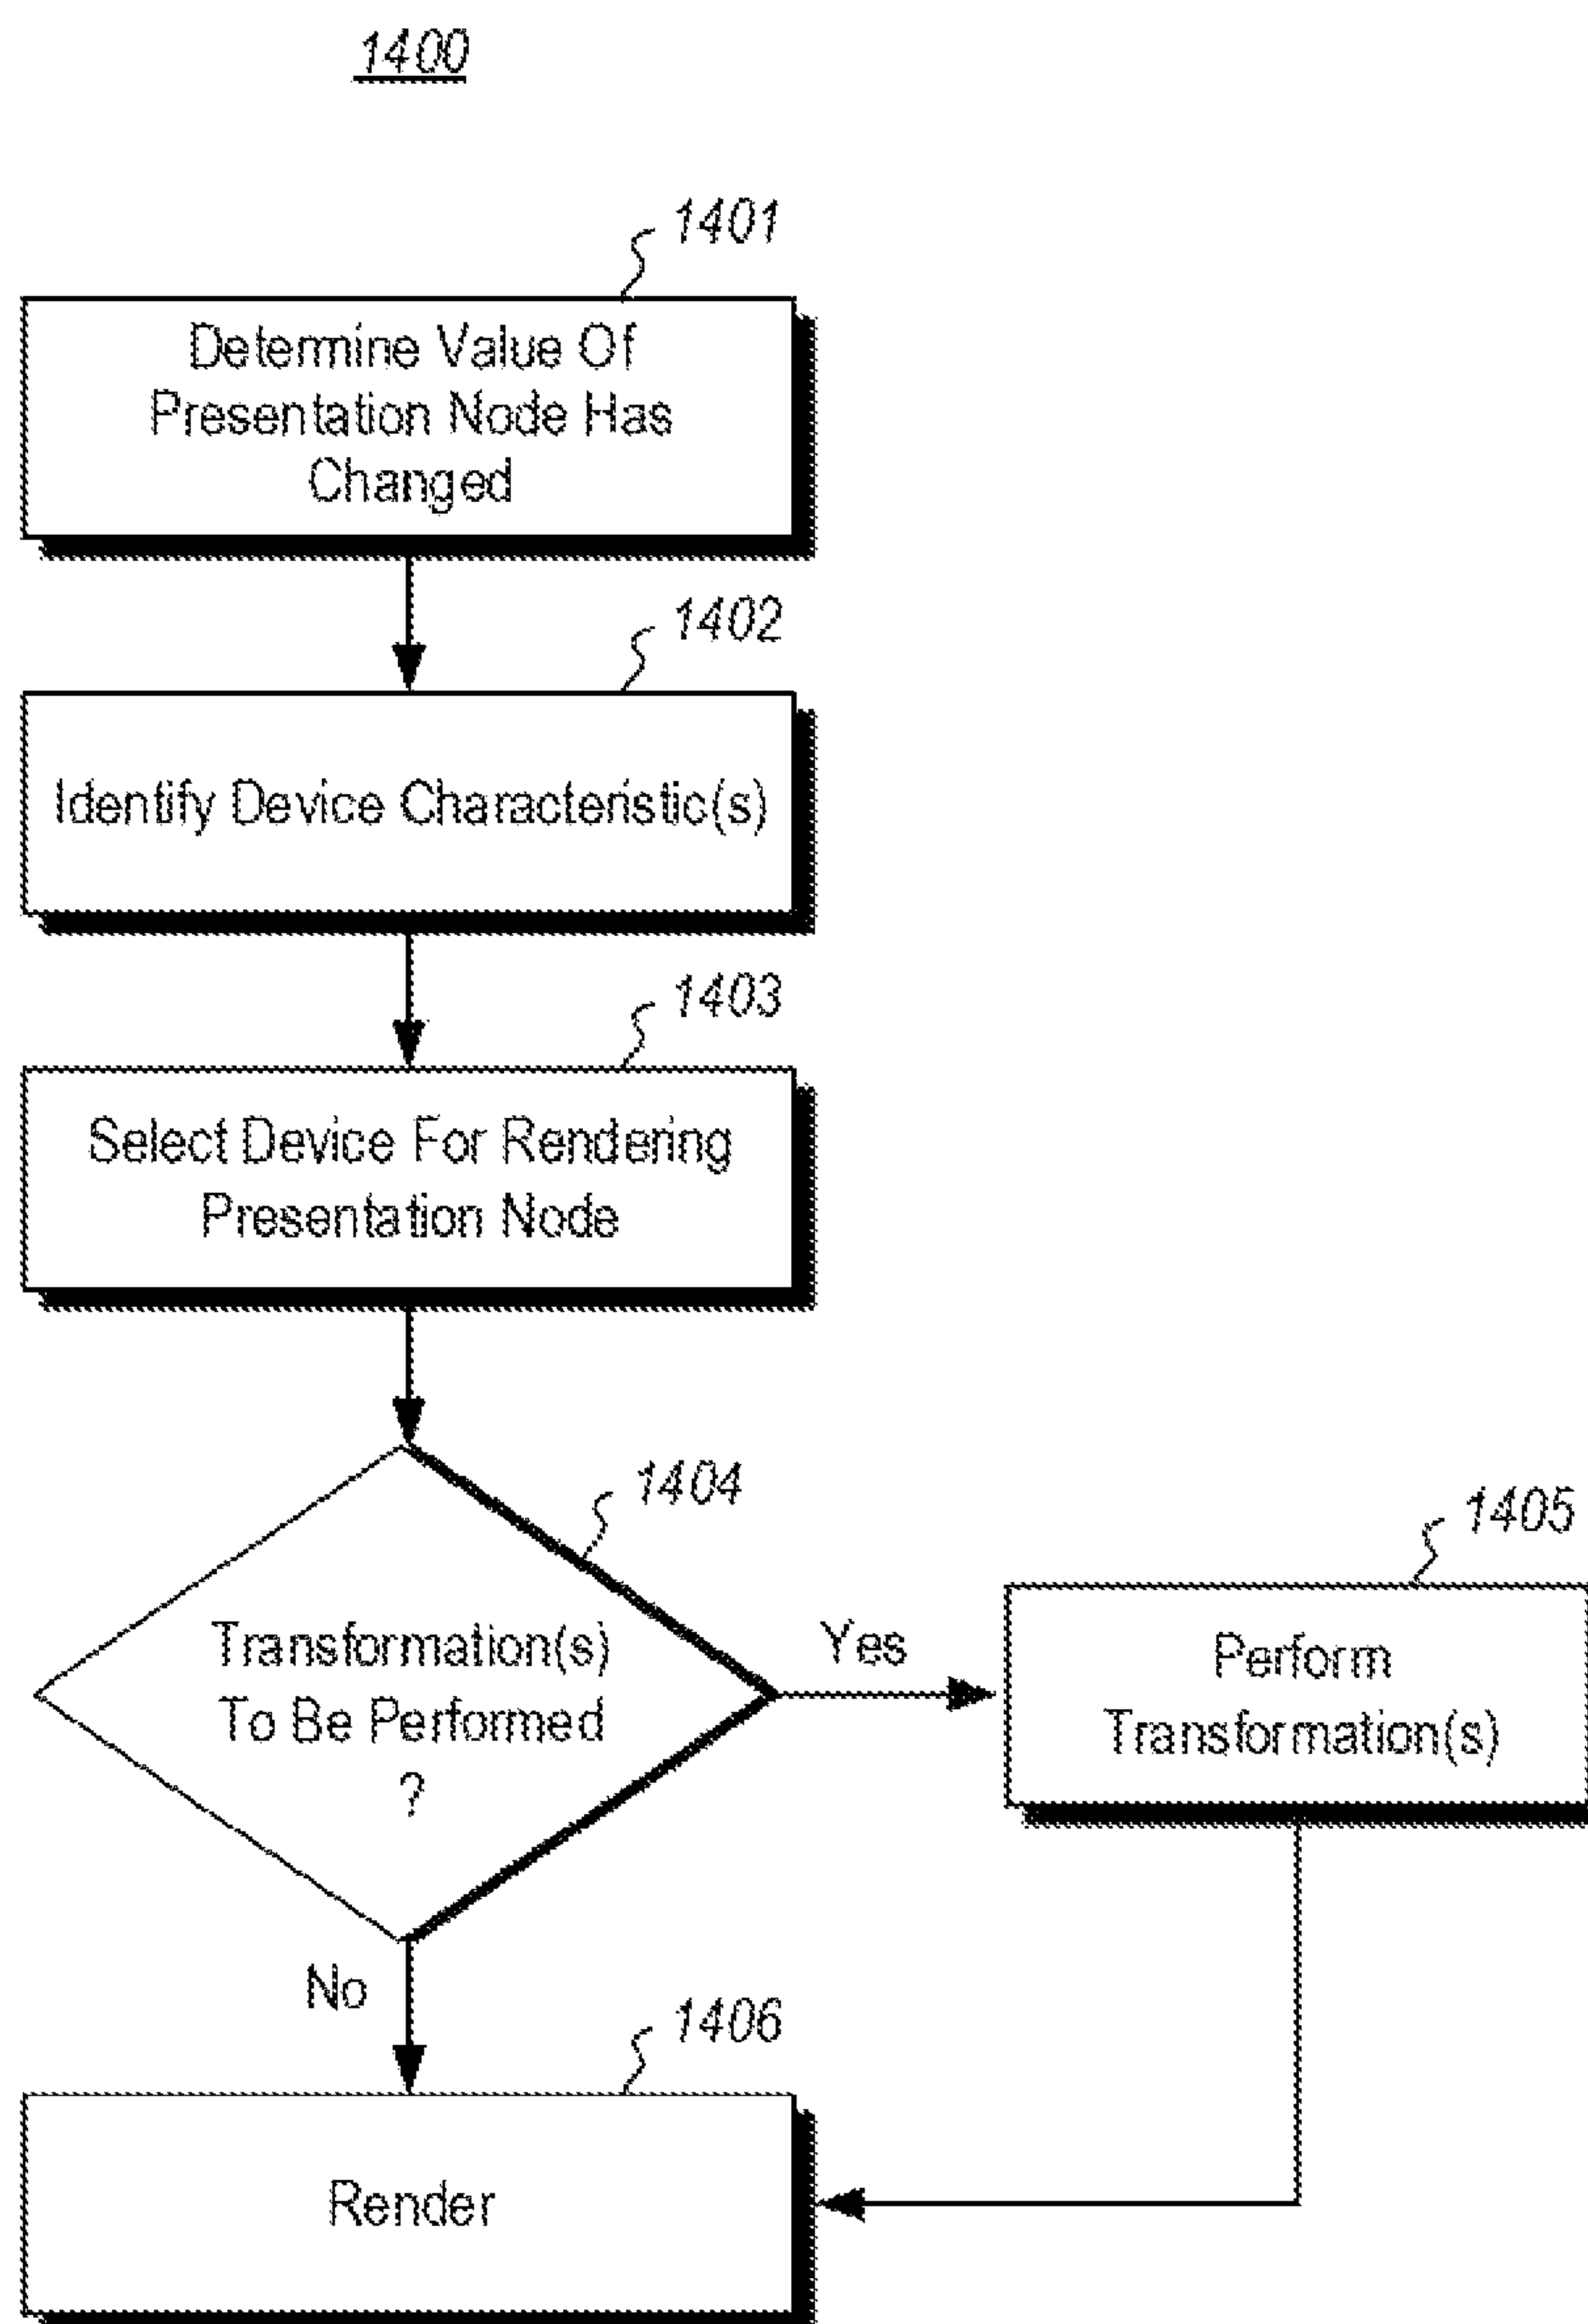 1400
1401
Determine Value Of
Presentation Node Has
Changed
1402
Identify Device Characteristic(s)
1403
Select Device For Rendering
Presentation Node
1404
Transformation(s)
To Be Performed
?
Yes
1405
Perform
Transformation(s)
No
1406
Render